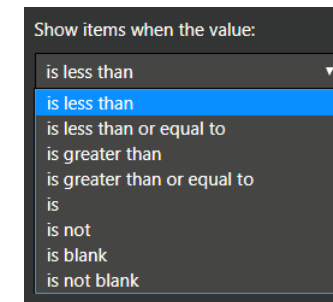 Show items when the value:
is less than
is less than
is less than or equal to
is greater than
is greater than or equal to
is
is not
is blank
is not blank